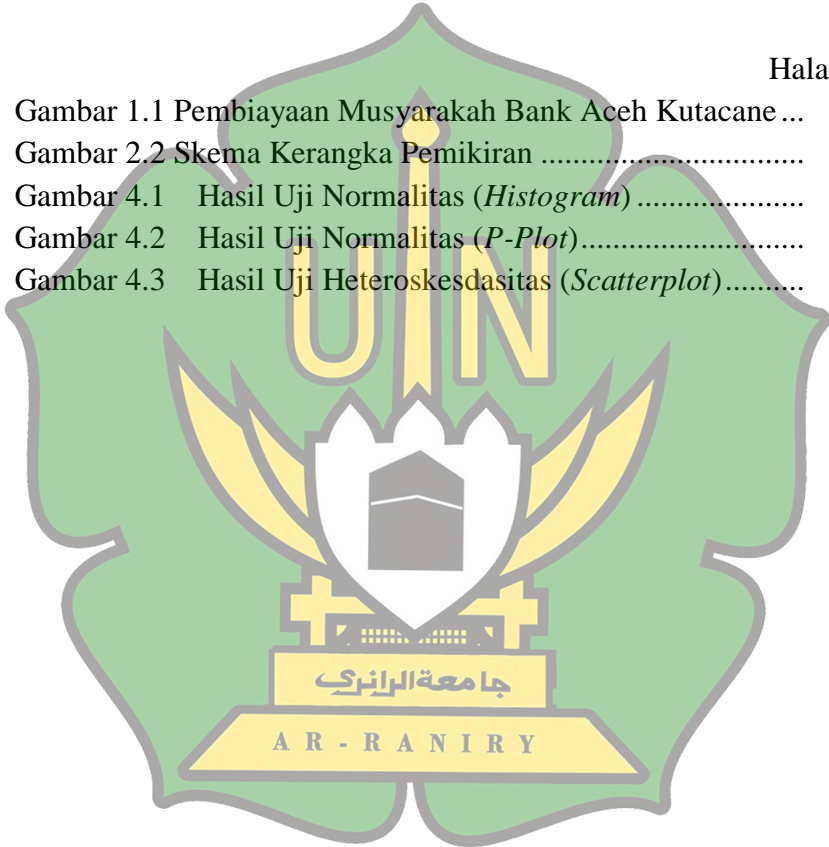 Hala
Gambar 1.1 Pembiayaan Musyarakah Bank Aceh Kutacane ...
Gambar 2.2 Skema Kerangka Pemikiran .................................
Gambar 4.1 Hasil Uji Normalitas (Histogram) .....................
Gambar 4.2 Hasil Uji Normalitas (P-Plot)............................
Gambar 4.3 Hasil Uji Heteroskesdasitas (Scatterplot)..........
UIN
جامعةالرانري
AR-RANIRY